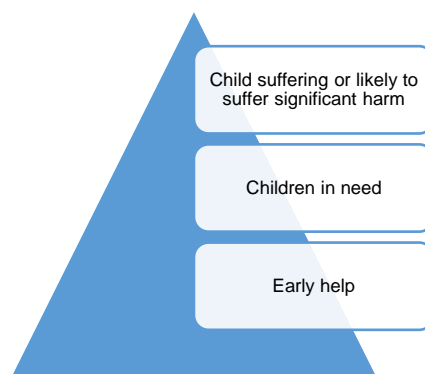 Child suffering or likely to
suffer significant harm
Children in need
Early help